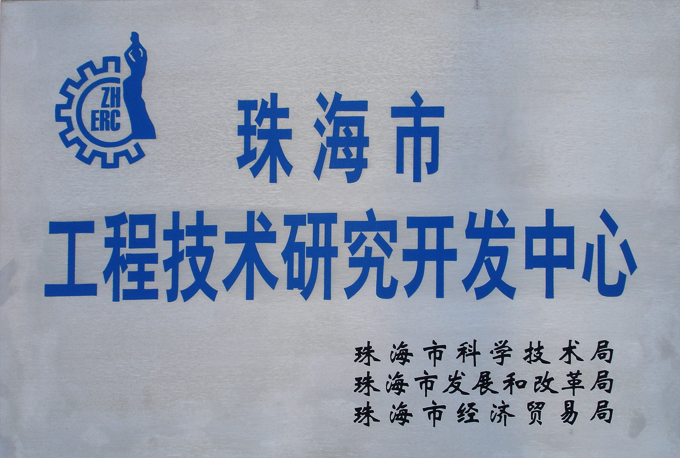 ZH
ERC
珠海市
工程技术研究开发中心
珠海市科学技术局
珠海市发展和改革局
珠海市经济贸易局